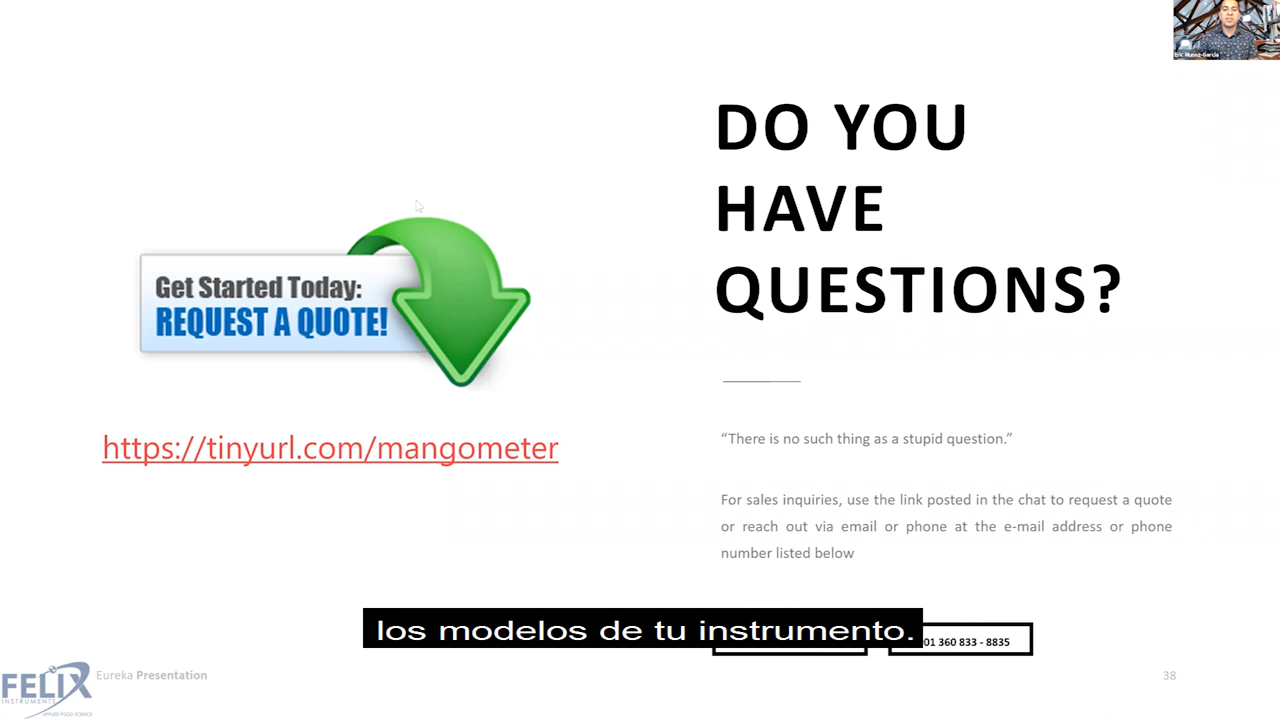 Eric Munoz-Garcia
DO YOU
HAVE
QUESTIONS?
Get Started Today:
REQUEST A QUOTE!
https://tinyurl.com/mangometer
“There is no such thing as a stupid question.”
For sales inquiries, use the link posted in the chat to request a quote
or reach out via email or phone at the e-mail address or phone
number listed below
los modelos de tu instrumento.
01 360 833 - 8835
FELIX
INSTRUMENTS
APPLIED FOOD SCIENCE
Eureka Presentation
38